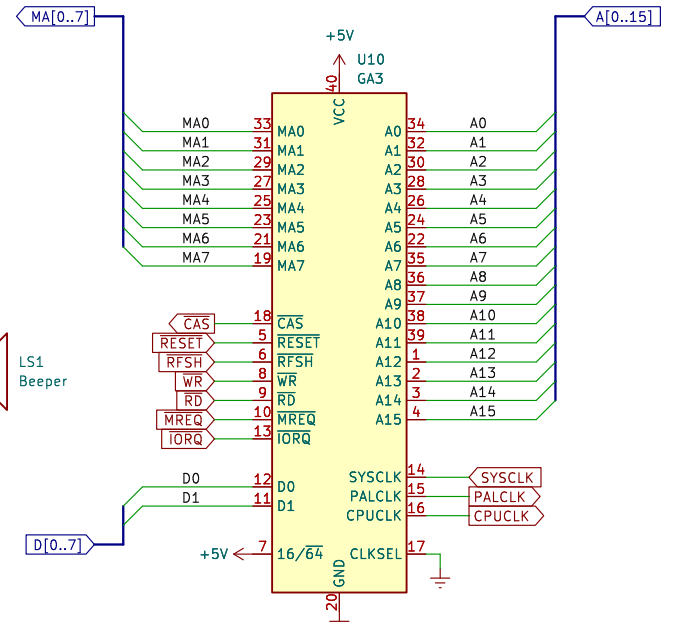 MA[0..7]
A[0..15]
+5V
U10
GA3
40
VCC
MA0 33 MA0
MA1 31 MA1
MA2 29 MA2
MA3 27 MA3
MA4 25 MA4
MA5 23 MA5
MA6 21 MA6
MA7 19 MA7
A0 34 A0
A1 32 A1
A2 30 A2
A3 28 A3
A4 26 A4
A5 24 A5
A6 22 A6
A7 35 A7
A8 36 A8
A9 37 A9
A10 38 A10
A11 39 A11
A12 1 A12
A13 2 A13
A14 3 A14
A15 4 A15
CAS 18 CAS
RESET 5 RESET
RFSH 6 RFSH
WR 8 WR
RD 9 RD
MREQ 10 MREQ
IORQ 13 IORQ
LS1
Beeper
D0 12 D0
D1 11 D1
D[0..7]
SYSCLK 14 SYSCLK
PALCLK 15 PALCLK
CPUCLK 16 CPUCLK
+5V 7 16/64
CLKSEL 17
GND
20